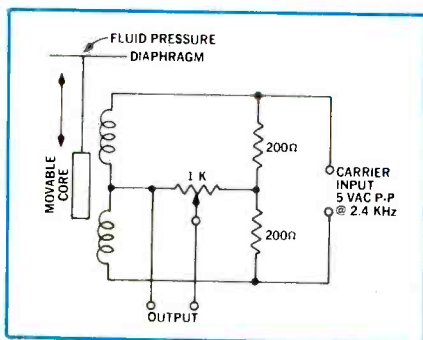 FLUID PRESSURE
DIAPHRAGM
MOVABLE
CORE
200Ω
1 K
CARRIER
INPUT
5 VAC P-P
@ 2.4 KHz
200Ω
OUTPUT